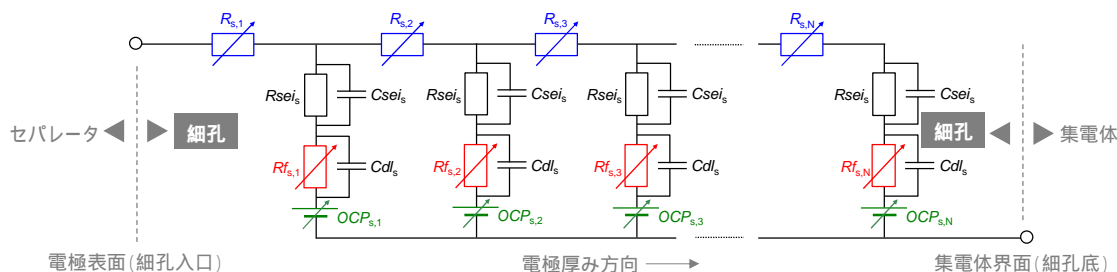 Rs,1 Rs,2 Rs,3 Rs,N
Rseis Cseis Rseis Cseis Rseis Cseis Rseis Cseis
セパレータ 細孔 細孔 集電体
Rfs,1 Cdls Rfs,2 Cdls Rfs,3 Cdls Rfs,N Cdls
OCPs,1 OCPs,2 OCPs,3 OCPs,N
電極表面(細孔入口) 電極厚み方向 集電体界面(細孔底)